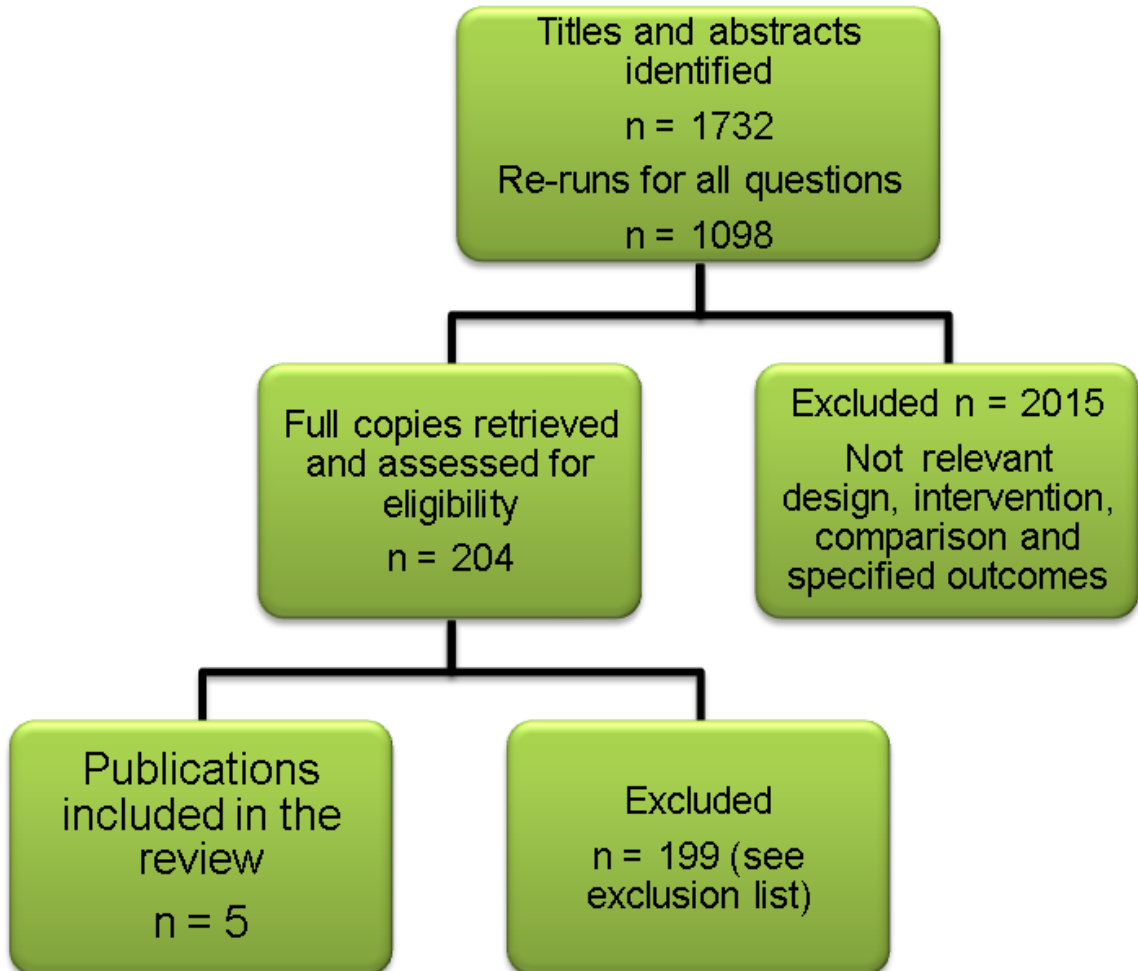 Titles and abstracts
identified
n = 1732
Re-runs for all questions
n = 1098
Full copies retrieved
and assessed for
eligibility
n = 204
Excluded n = 2015
Not relevant
design, intervention,
comparison and
specified outcomes
Publications
included in the
review
n = 5
Excluded
n = 199 (see
exclusion list)